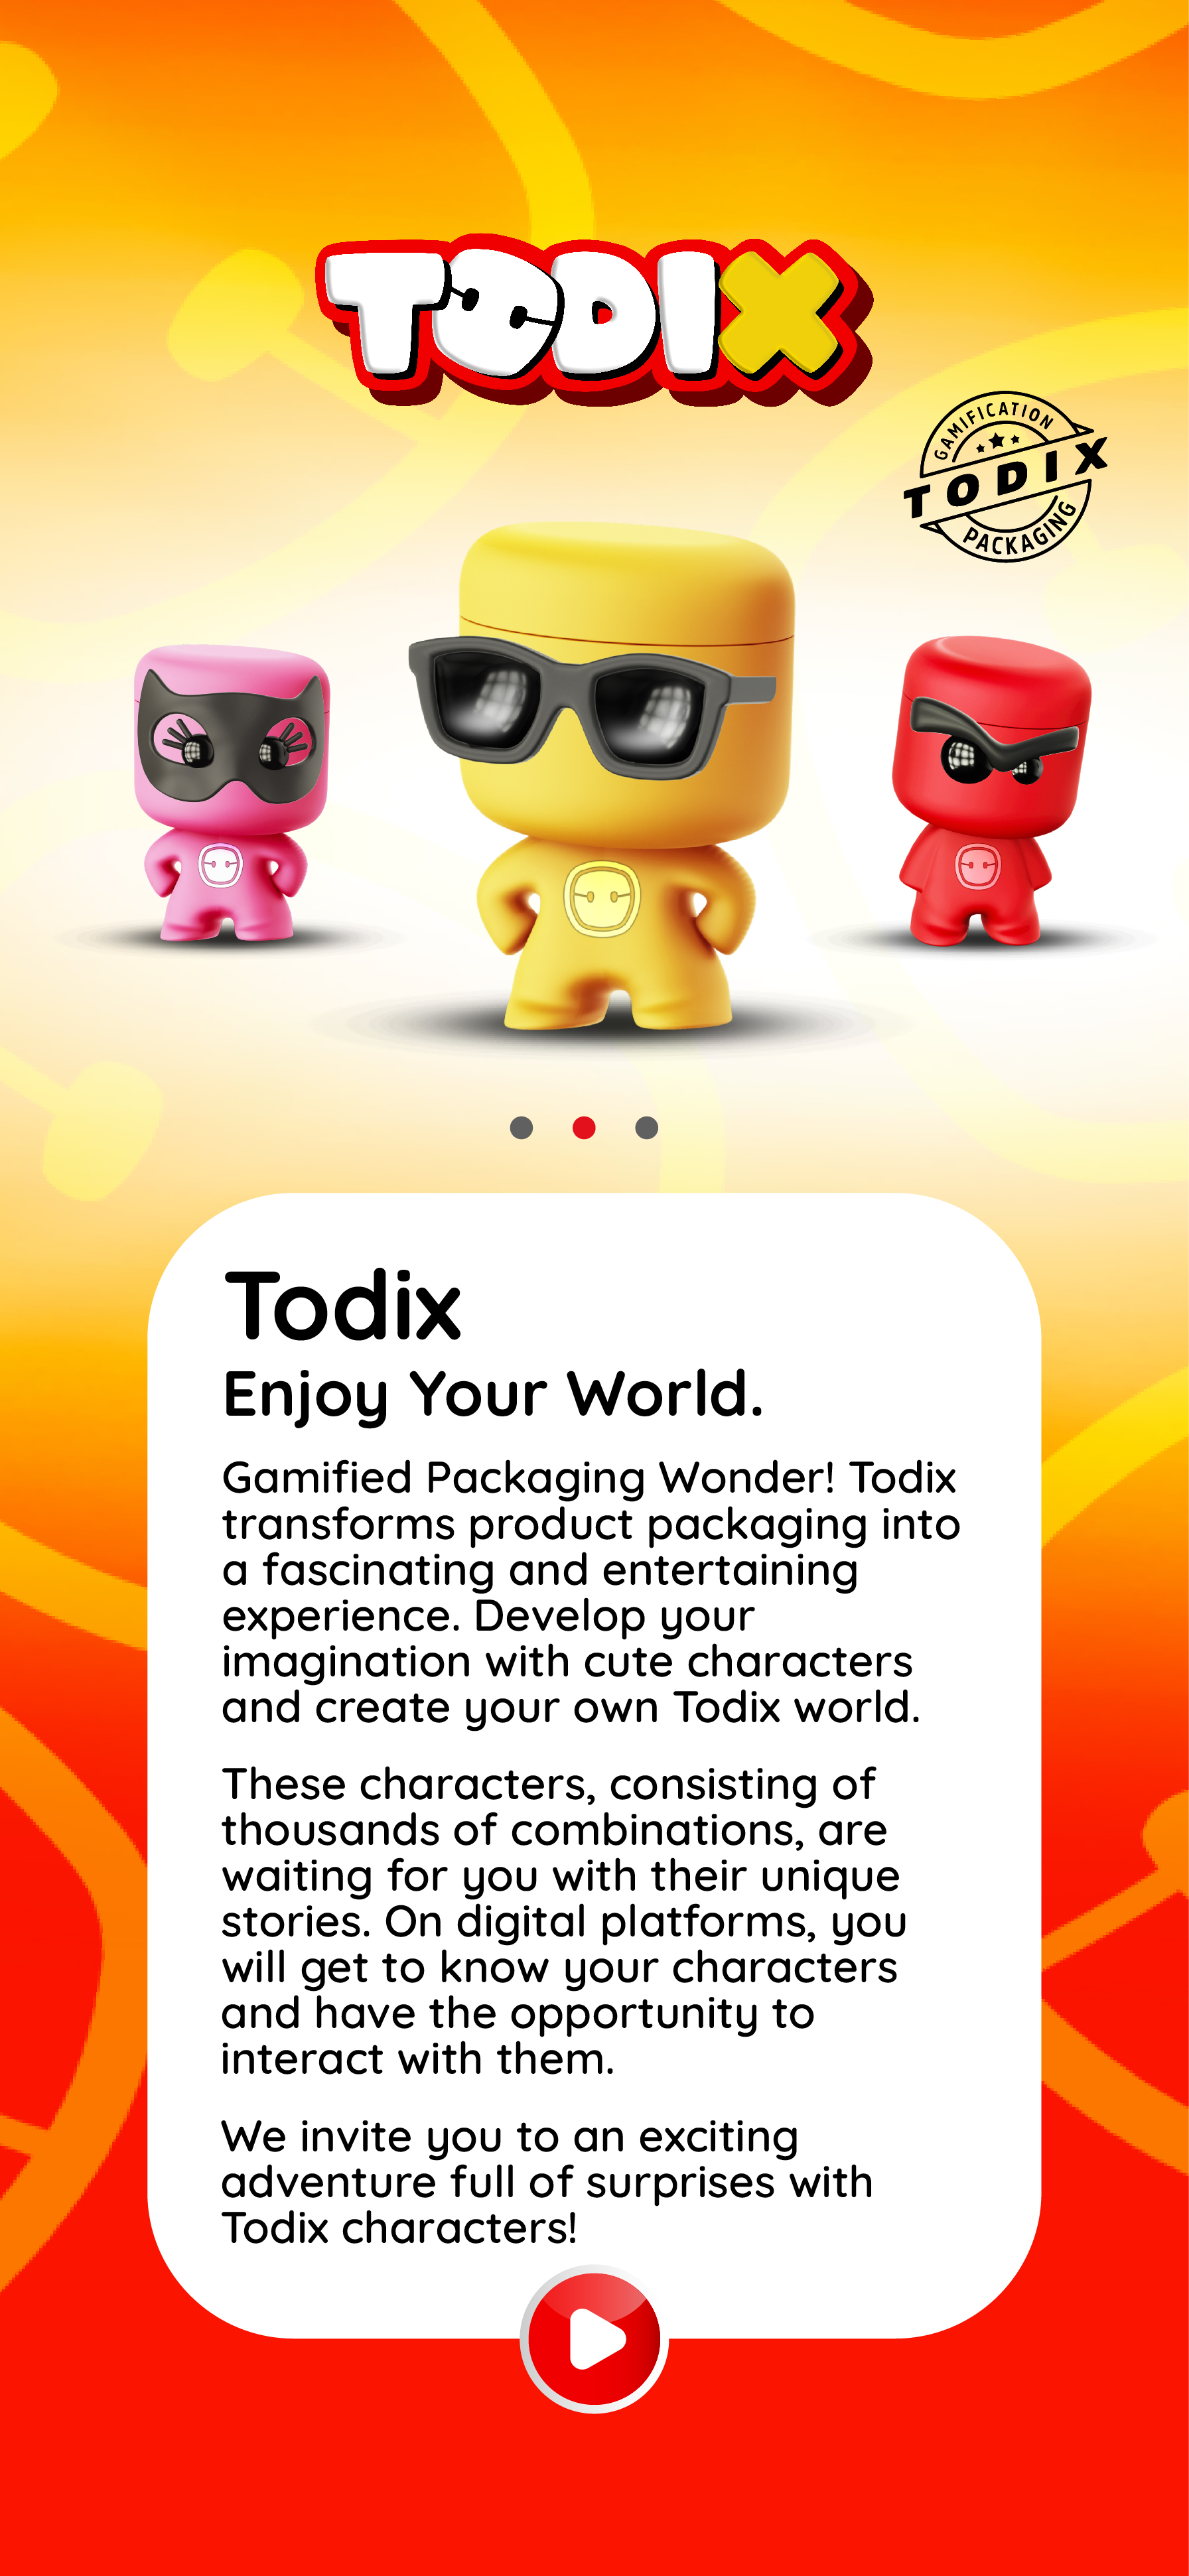 TODIX
GAMIFICATION
TODIX
PACKAGING
Todix
Enjoy Your World.
Gamified Packaging Wonder! Todix
transforms product packaging into
a fascinating and entertaining
experience. Develop your
imagination with cute characters
and create your own Todix world.
These characters, consisting of
thousands of combinations, are
waiting for you with their unique
stories. On digital platforms, you
will get to know your characters
and have the opportunity to
interact with them.
We invite you to an exciting
adventure full of surprises with
Todix characters!